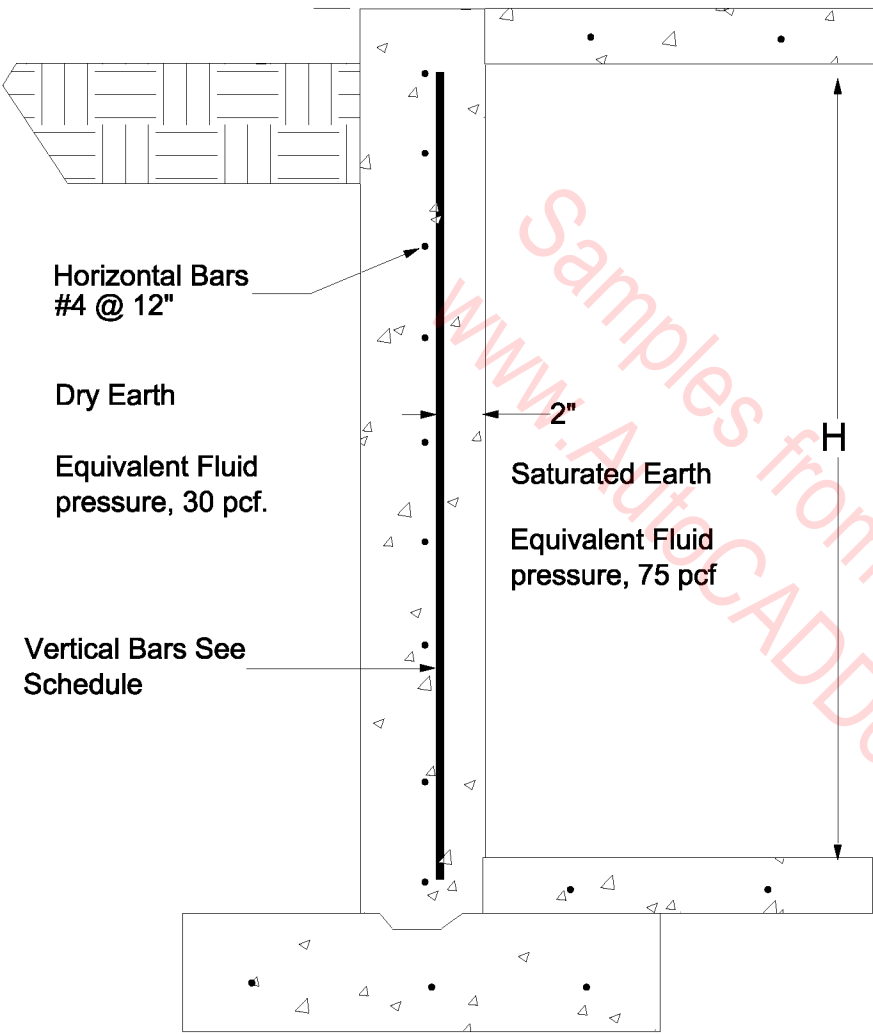 Horizontal Bars
#4 @ 12"
Dry Earth
Equivalent Fluid
pressure, 30 pcf.
2"
H
Saturated Earth
Equivalent Fluid
pressure, 75 pcf
Vertical Bars See
Schedule
Samples from
www.AutoCADD